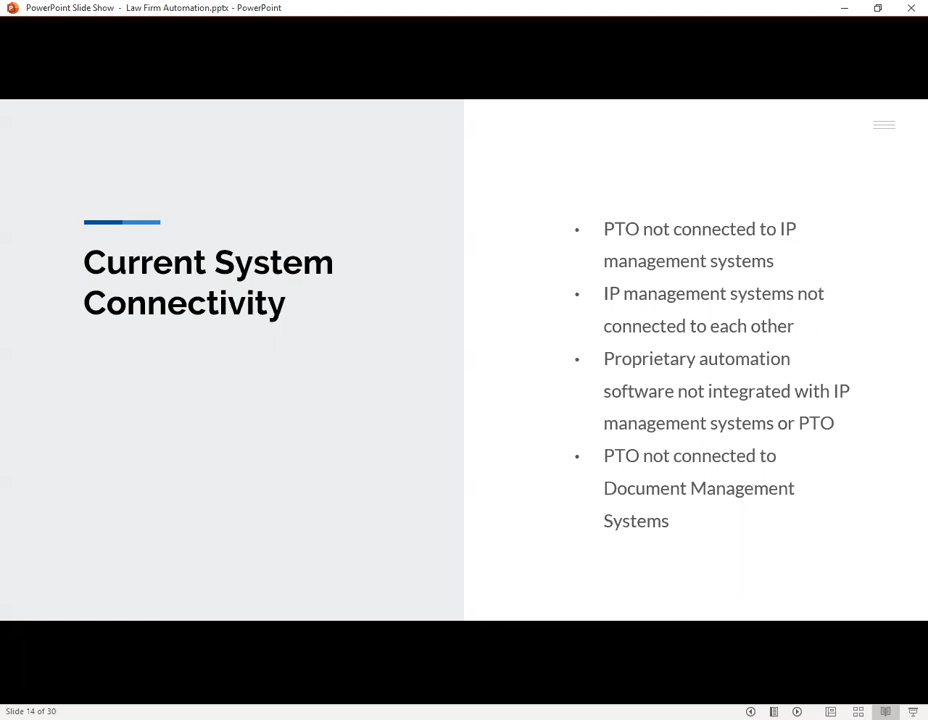 PowerPoint Slide Show - Law Firm Automation.pptx - PowerPoint
Current System
Connectivity
• PTO not connected to IP
management systems
• IP management systems not
connected to each other
• Proprietary automation
software not integrated with IP
management systems or PTO
• PTO not connected to
Document Management
Systems
Slide 14 of 30